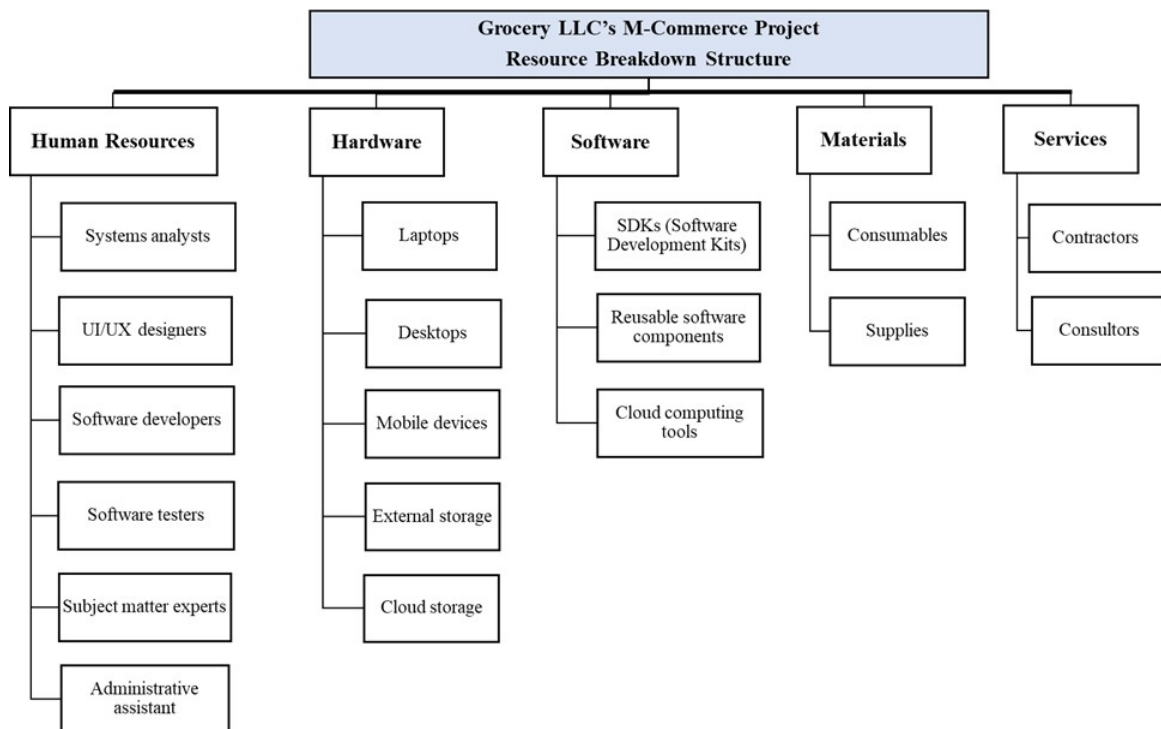 Grocery LLC's M-Commerce Project
Resource Breakdown Structure
Human Resources
Systems analysts
UI/UX designers
Software developers
Software testers
Subject matter experts
Administrative
assistant
Hardware
Laptops
Desktops
Mobile devices
External storage
Cloud storage
Software
SDKs (Software
Development Kits)
Reusable software
components
Cloud computing
tools
Materials
Consumables
Supplies
Services
Contractors
Consultors